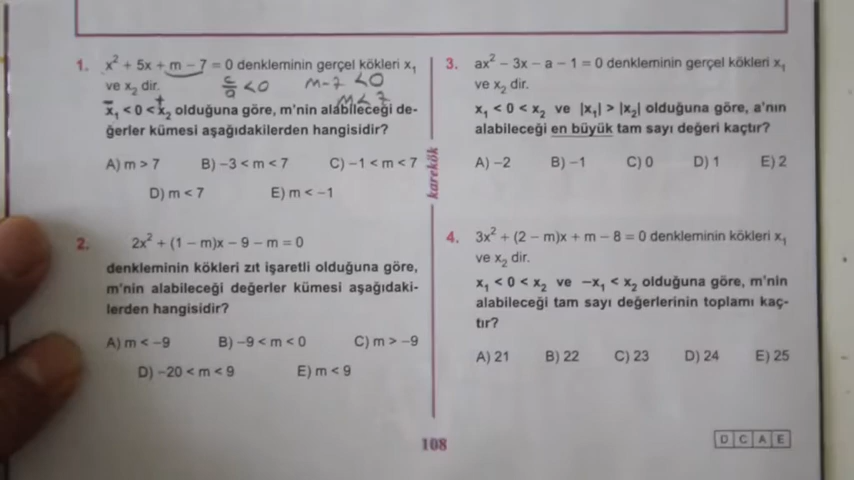 1. x² + 5x + m − 7 = 0 denkleminin gerçel kökleri x₁
ve x₂ dir.
c/a < 0 m−7 < 0
m < 7
− +
x₁ < 0 < x₂ olduğuna göre, m'nin alabileceği de-
ğerler kümesi aşağıdakilerden hangisidir?
A) m > 7 B) −3 < m < 7 C) −1 < m < 7
D) m < 7 E) m < −1
2. 2x² + (1 − m)x − 9 − m = 0
denkleminin kökleri zıt işaretli olduğuna göre,
m'nin alabileceği değerler kümesi aşağıdaki-
lerden hangisidir?
A) m < −9 B) −9 < m < 0 C) m > −9
D) −20 < m < 9 E) m < 9
karekök
3. ax² − 3x − a − 1 = 0 denkleminin gerçel kökleri x₁
ve x₂ dir.
x₁ < 0 < x₂ ve |x₁| > |x₂| olduğuna göre, a'nın
alabileceği en büyük tam sayı değeri kaçtır?
A) −2 B) −1 C) 0 D) 1 E) 2
4. 3x² + (2 − m)x + m − 8 = 0 denkleminin kökleri x₁
ve x₂ dir.
x₁ < 0 < x₂ ve −x₁ < x₂ olduğuna göre, m'nin
alabileceği tam sayı değerlerinin toplamı kaç-
tır?
A) 21 B) 22 C) 23 D) 24 E) 25
108
D C A E